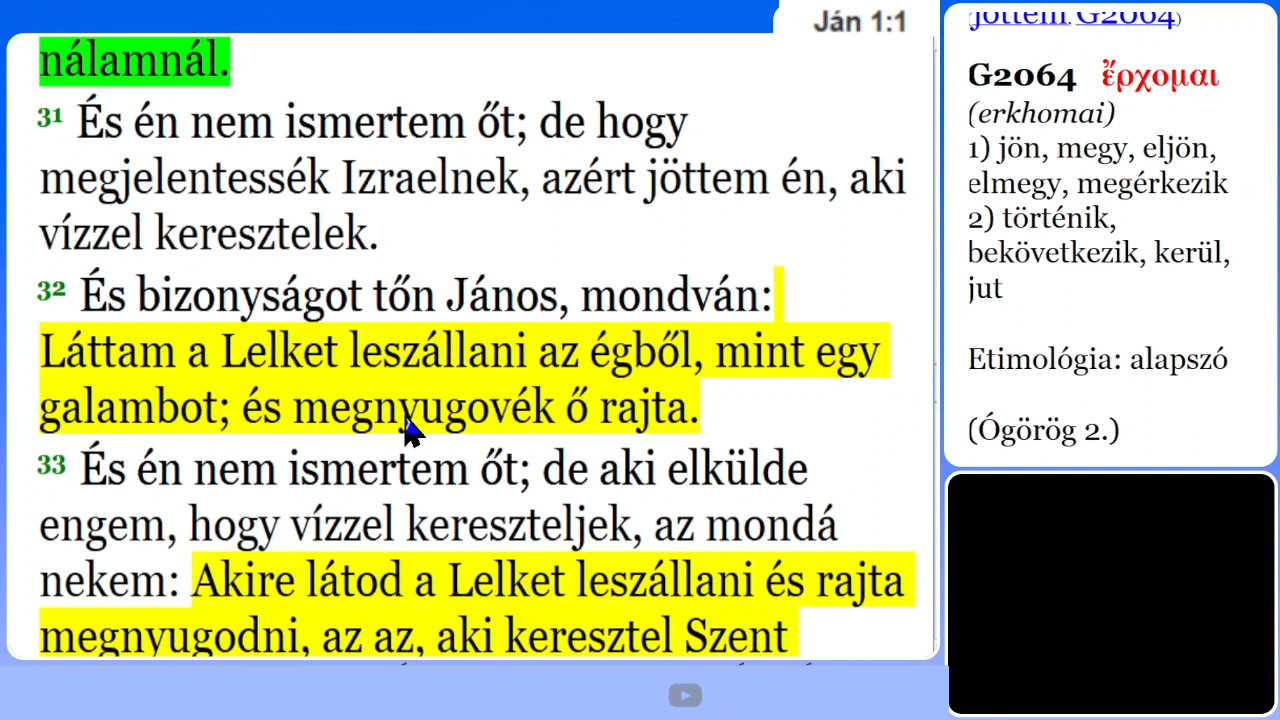 Ján 1:1
nálamnál.
31 És én nem ismertem őt; de hogy
megjelentessék Izraelnek, azért jöttem én, aki
vízzel keresztelek.
32 És bizonyságot tőn János, mondván:
Láttam a Lelket leszállani az égből, mint egy
galambot; és megnyugovék ő rajta.
33 És én nem ismertem őt; de aki elkülde
engem, hogy vízzel kereszteljek, az mondá
nekem: Akire látod a Lelket leszállani és rajta
megnyugodni, az az, aki keresztel Szent
jöttem, G2064)
G2064 ἔρχομαι
(erkhomai)
1) jön, megy, eljön,
elmegy, megérkezik
2) történik,
bekövetkezik, kerül,
jut
Etimológia: alapszó
(Ógörög 2.)